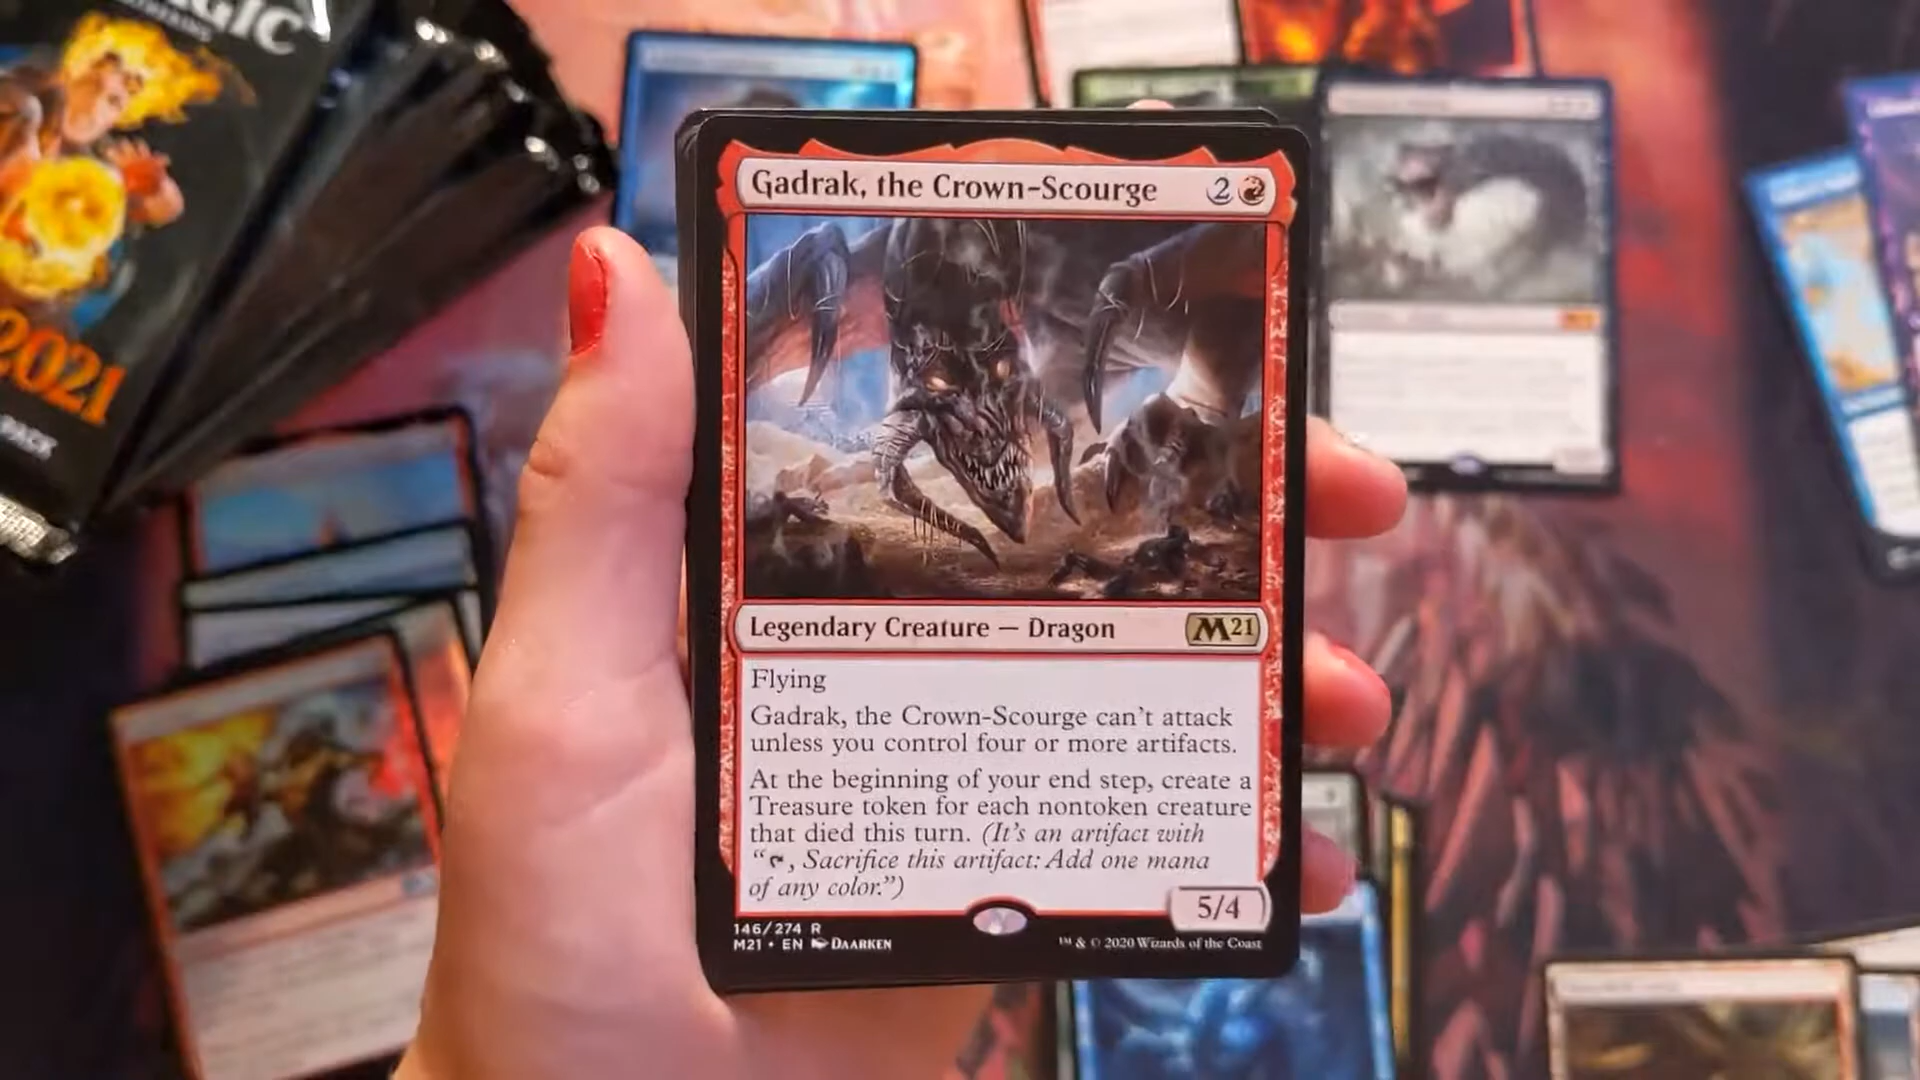 2021
Gadrak, the Crown-Scourge 2
Legendary Creature — Dragon M21
Flying
Gadrak, the Crown-Scourge can't attack
unless you control four or more artifacts.
At the beginning of your end step, create a
Treasure token for each nontoken creature
that died this turn. (It's an artifact with
“, Sacrifice this artifact: Add one mana
of any color.”)
5/4
146/274 R
M21 • EN DAARKEN
™ & © 2020 Wizards of the Coast